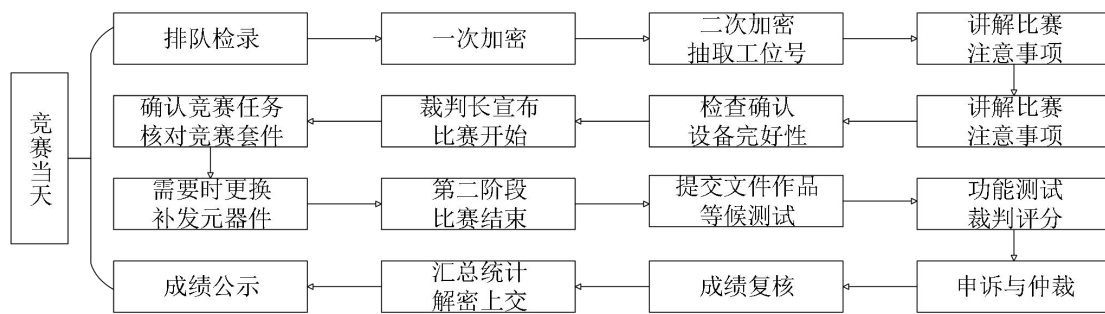 竞赛当天
排队检录
一次加密
二次加密
抽取工位号
讲解比赛
注意事项
确认竞赛任务
核对竞赛套件
裁判长宣布
比赛开始
检查确认
设备完好性
讲解比赛
注意事项
需要时更换
补发元器件
第二阶段
比赛结束
提交文件作品
等候测试
功能测试
裁判评分
成绩公示
汇总统计
解密上交
成绩复核
申诉与仲裁